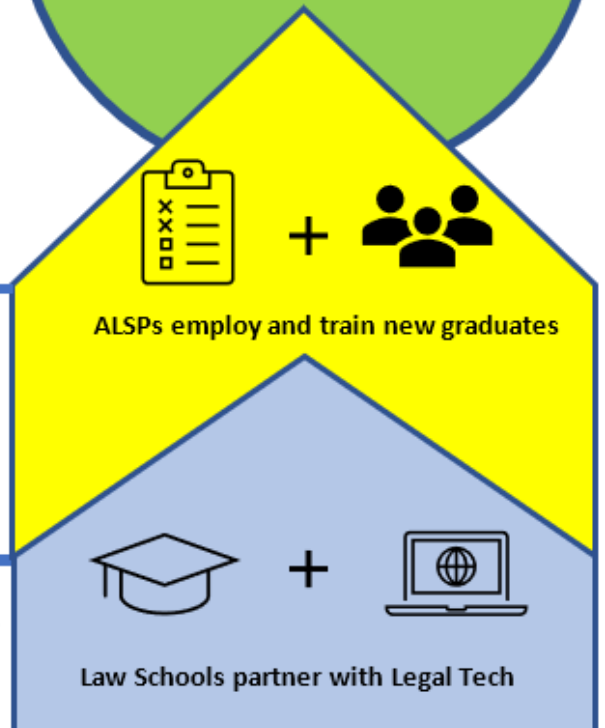 +
ALSPs employ and train new graduates
+
Law Schools partner with Legal Tech